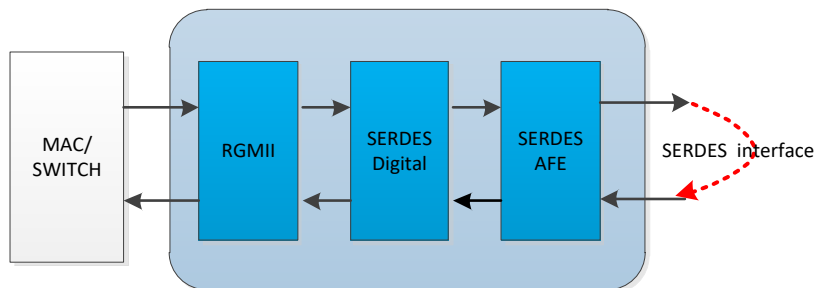 MAC/
SWITCH
RGMII
SERDES
Digital
SERDES
AFE
SERDES interface